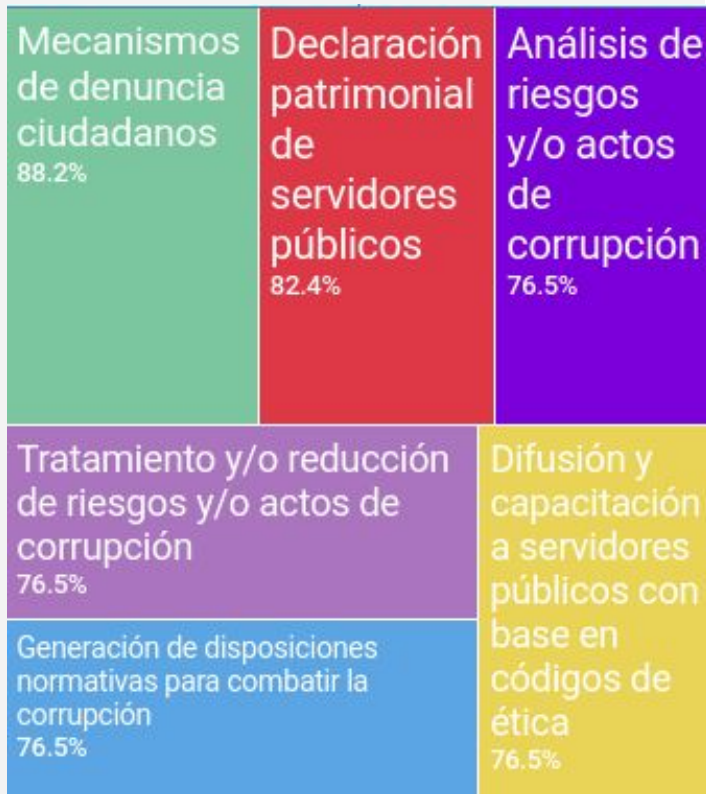 Mecanismos
de denuncia
ciudadanos
88.2%
Declaración
patrimonial
de
servidores
públicos
82.4%
Análisis de
riesgos
y/o actos
de
corrupción
76.5%
Tratamiento y/o reducción
de riesgos y/o actos de
corrupción
76.5%
Generación de disposiciones
normativas para combatir la
corrupción
76.5%
Difusión y
capacitación
a servidores
públicos con
base en
códigos de
ética
76.5%